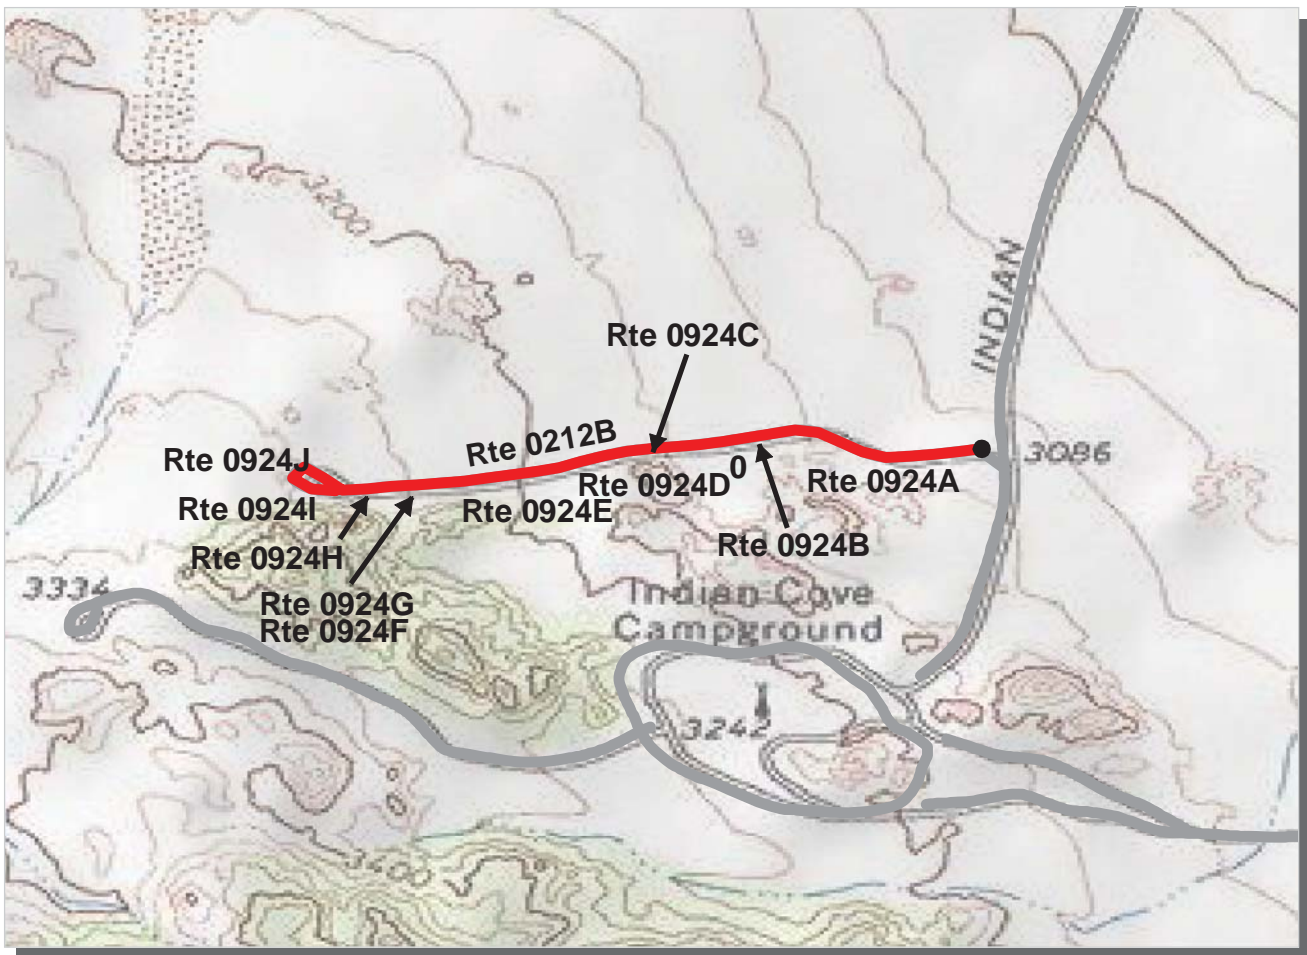 3200
INDIAN
Rte 0924C
Rte 0212B
3086
Rte 0924J
0
Rte 0924D
Rte 0924A
Rte 0924I
Rte 0924E
Rte 0924B
Rte 0924H
3334
Indian Cove
Campground
Rte 0924G
Rte 0924F
3242
3400